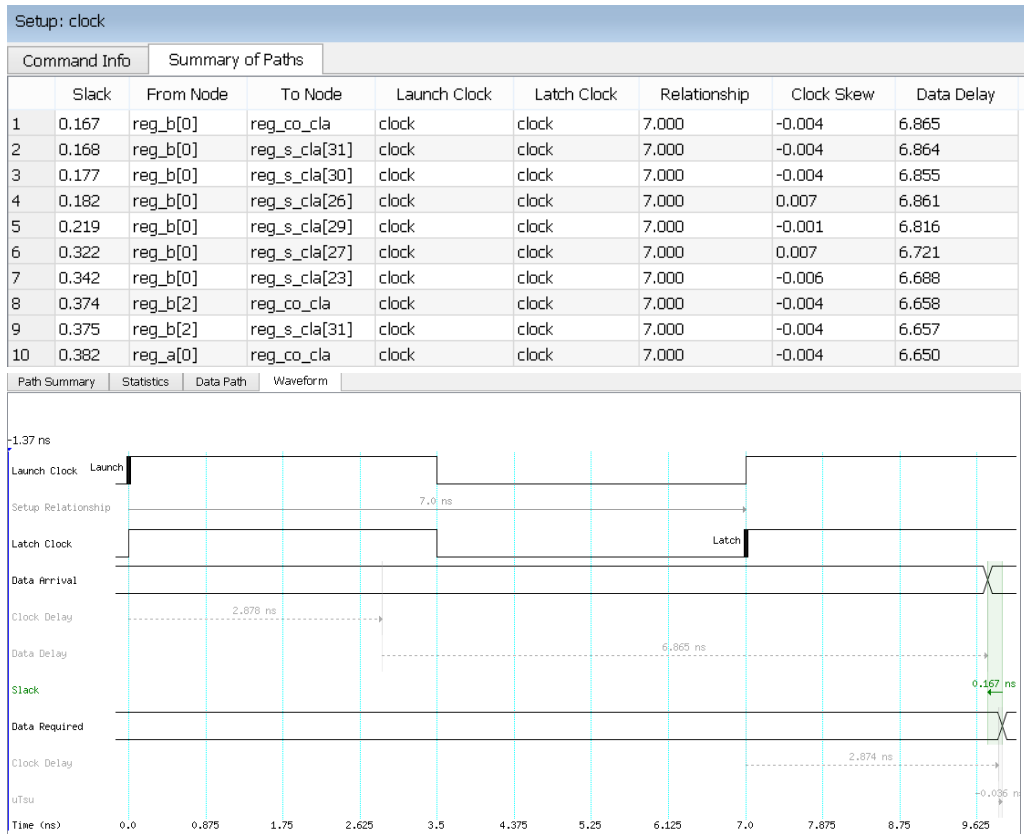 Setup: clock
Command Info Summary of Paths
Slack From Node To Node Launch Clock Latch Clock Relationship Clock Skew Data Delay
1 0.167 reg_b[0] reg_co_cla clock clock 7.000 -0.004 6.865
2 0.168 reg_b[0] reg_s_cla[31] clock clock 7.000 -0.004 6.864
3 0.177 reg_b[0] reg_s_cla[30] clock clock 7.000 -0.004 6.855
4 0.182 reg_b[0] reg_s_cla[26] clock clock 7.000 0.007 6.861
5 0.219 reg_b[0] reg_s_cla[29] clock clock 7.000 -0.001 6.816
6 0.322 reg_b[0] reg_s_cla[27] clock clock 7.000 0.007 6.721
7 0.342 reg_b[0] reg_s_cla[23] clock clock 7.000 -0.006 6.688
8 0.374 reg_b[2] reg_co_cla clock clock 7.000 -0.004 6.658
9 0.375 reg_b[2] reg_s_cla[31] clock clock 7.000 -0.004 6.657
10 0.382 reg_a[0] reg_co_cla clock clock 7.000 -0.004 6.650
Path Summary Statistics Data Path Waveform
-1.37 ns
Launch Clock Launch
Setup Relationship 7.0 ns
Latch Clock Latch
Data Arrival
Clock Delay 2.878 ns
Data Delay 6.865 ns
Slack 0.167 ns
Data Required
Clock Delay 2.874 ns
uTsu -0.036 n
Time (ns) 0.0 0.875 1.75 2.625 3.5 4.375 5.25 6.125 7.0 7.875 8.75 9.625